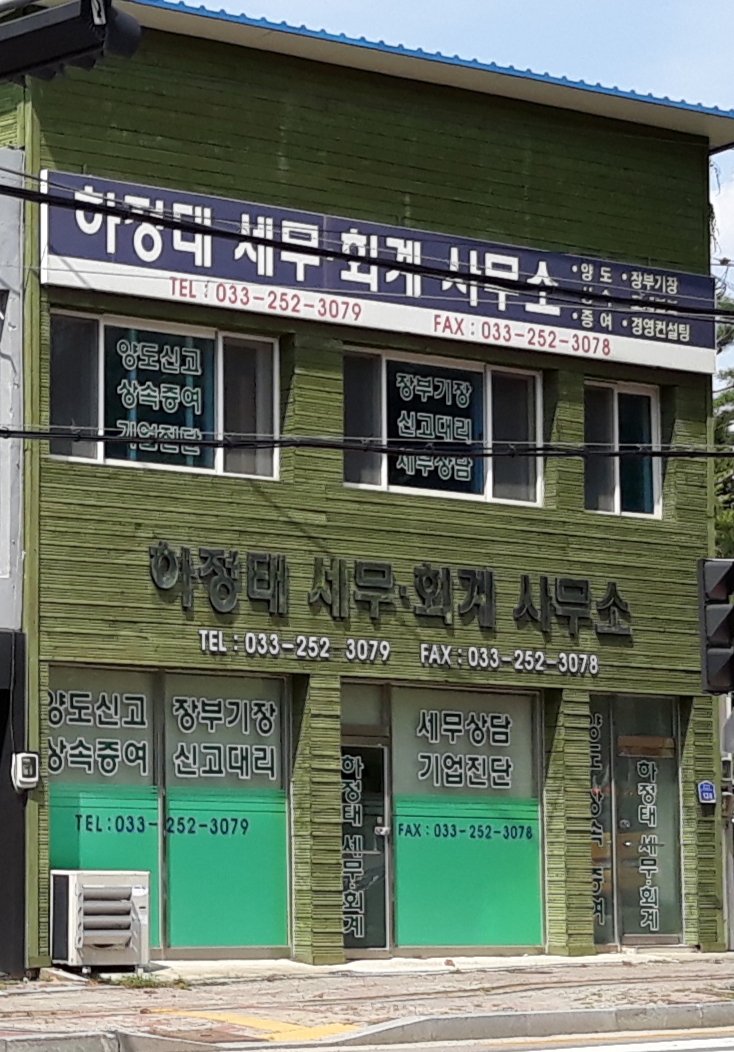 하정태 세무·회계 사무소
•양 도 •장부기장
•증 여 •경영컨설팅
TEL : 033-252-3079
FAX : 033-252-3078
양도신고
상속증여
기업진단
장부기장
신고대리
세무상담
하정태 세무·회계 사무소
TEL : 033-252 3079 FAX : 033-252-3078
양도신고
상속증여
장부기장
신고대리
TEL:033-252-3079
하정태 세무·회계
세무상담
기업진단
FAX : 033-252-3078
양도 상속 증여
하정태 세무·회계